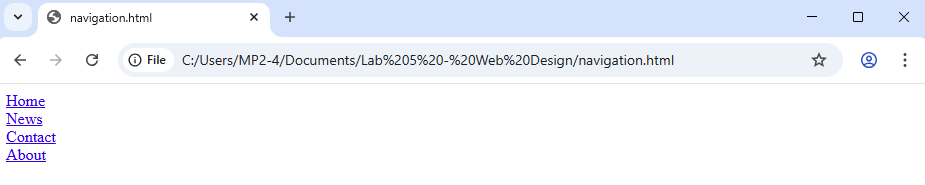 navigation.html
File C:/Users/MP2-4/Documents/Lab%205%20-%20Web%20Design/navigation.html
Home
News
Contact
About